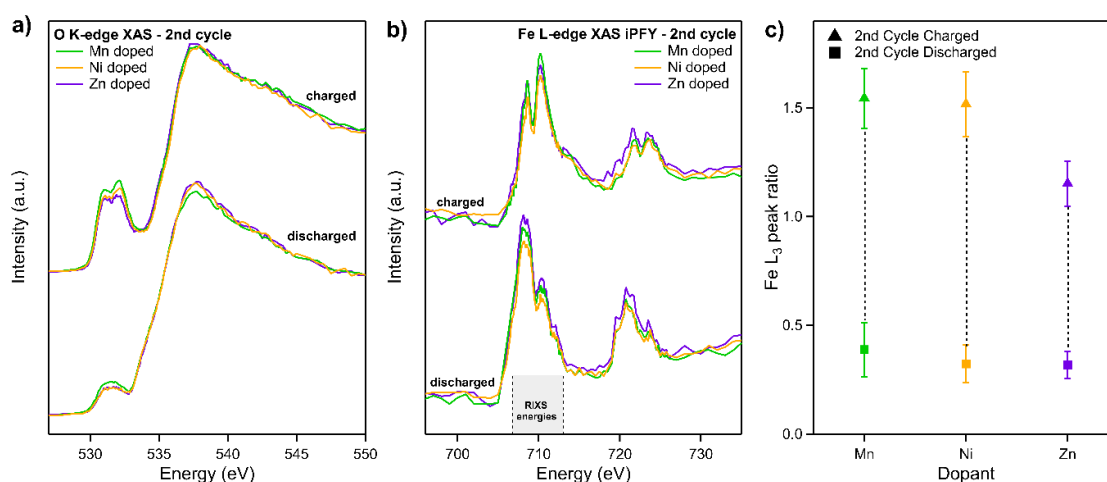 a)
O K-edge XAS - 2nd cycle
Mn doped
Ni doped
Zn doped
charged
discharged
Intensity (a.u.)
530
535
540
545
550
Energy (eV)
b)
Fe L-edge XAS iPFY - 2nd cycle
Mn doped
Ni doped
Zn doped
charged
discharged
RIXS
energies
Intensity (a.u.)
700
710
720
730
Energy (eV)
c)
2nd Cycle Charged
2nd Cycle Discharged
Fe L₃ peak ratio
1.5
1.0
0.5
0.0
Mn
Ni
Zn
Dopant